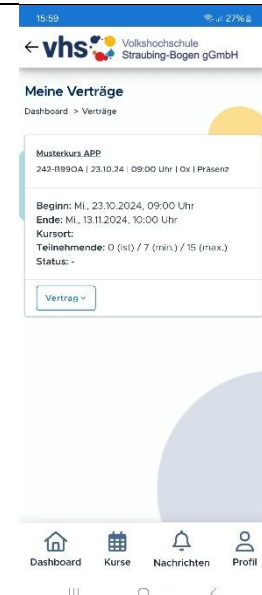 15:59
27%
vhs
Volkshochschule
Straubing-Bogen gGmbH
Meine Verträge
Dashboard > Verträge
Musterkurs APP
242-B99OA | 23.10.24 | 09:00 Uhr | 0x | Präsenz
Beginn: Mi., 23.10.2024, 09:00 Uhr
Ende: Mi., 13.11.2024, 10:00 Uhr
Kursort:
Teilnehmende: 0 (ist) / 7 (min.) / 15 (max.)
Status: -
Vertrag
Dashboard Kurse Nachrichten Profil